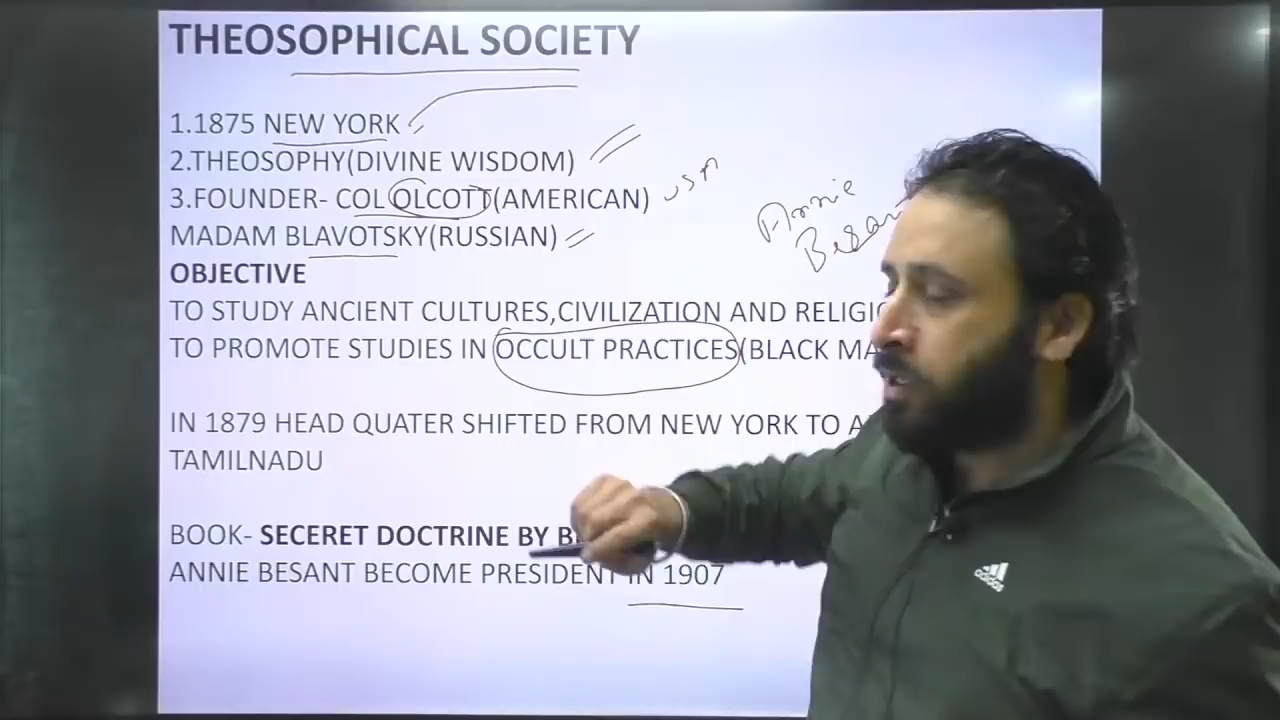 THEOSOPHICAL SOCIETY
1.1875 NEW YORK
2.THEOSOPHY(DIVINE WISDOM)
3.FOUNDER- COL OLCOTT(AMERICAN) USA
MADAM BLAVOTSKY(RUSSIAN)
Annie
OBJECTIVE
TO STUDY ANCIENT CULTURES,CIVILIZATION AND
TO PROMOTE STUDIES IN OCCULT PRACTICES(BLACK
IN 1879 HEAD QUATER SHIFTED FROM NEW YORK TO
TAMILNADU
BOOK- SECERET DOCTRINE BY
ANNIE BESANT BECOME PRESIDENT IN 1907
adidas